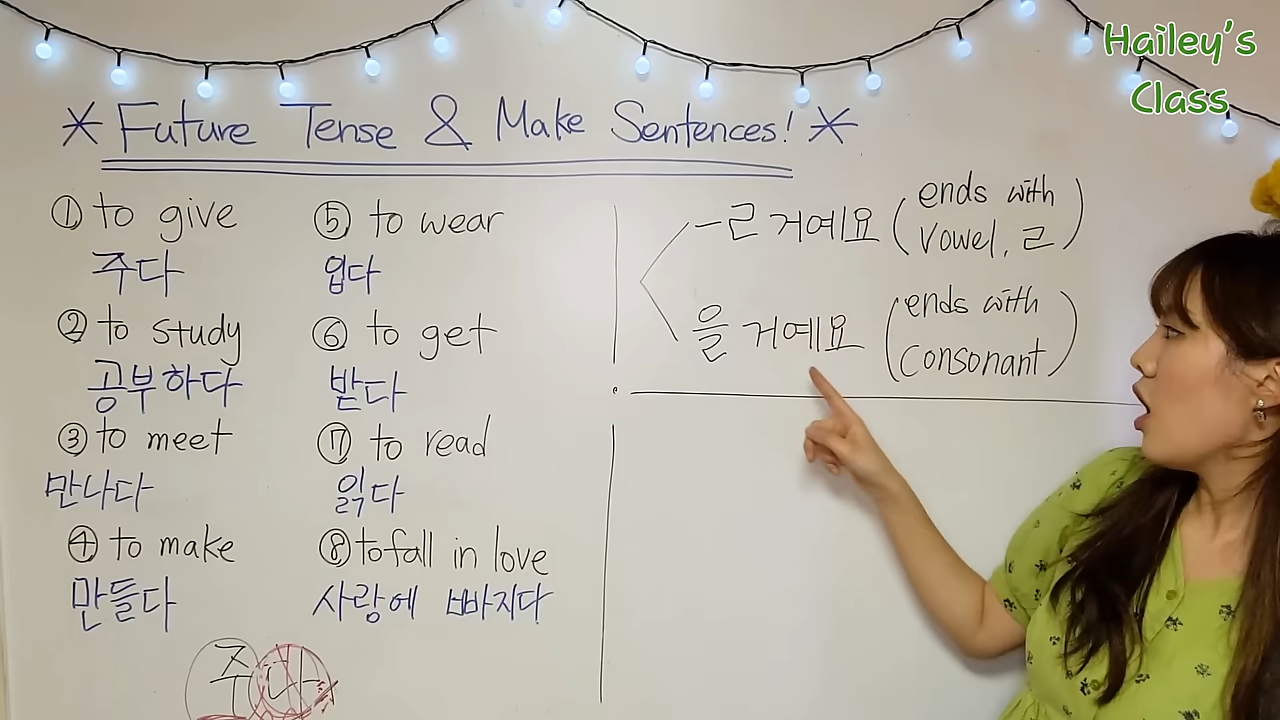 Hailey's
Class
* Future Tense & Make Sentences! *
① to give
주다
② to study
공부하다
③ to meet
만나다
④ to make
만들다
⑤ to wear
입다
⑥ to get
받다
⑦ to read
읽다
⑧ to fall in love
사랑에 빠지다
-ㄹ 거예요 (ends with
vowel, ㄹ)
을 거예요 (ends with
consonant)
주다